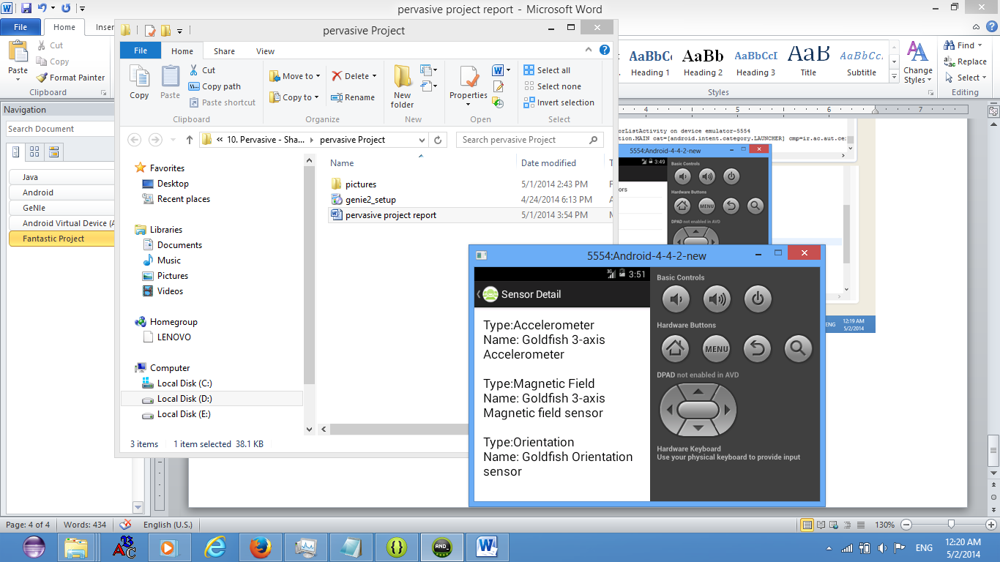 pervasive project report - Microsoft Word
File
Home
Inser
Paste
Cut
Copy
Format Painter
Clipboard
AaBbCc
AaBb
AaBbCcI
AaB
AaBbCc
Heading 1
Heading 2
Heading 3
Title
Subtitle
Change
Styles
Styles
Find
Replace
Select
Editing
Navigation
Search Document
Java
Android
GeNIe
Android Virtual Device (A
Fantastic Project
pervasive Project
File
Home
Share
View
Copy
Paste
Cut
Copy path
Paste shortcut
Clipboard
Move to
Copy to
Delete
Rename
Organize
New
folder
New
Properties
Open
Select all
Select none
Invert selection
Select
« 10. Pervasive - Sha...
pervasive Project
Search pervasive Project
Favorites
Desktop
Recent places
Libraries
Documents
Music
Pictures
Videos
Homegroup
LENOVO
Computer
Local Disk (C:)
Local Disk (D:)
Local Disk (E:)
Name
Date modified
T
pictures
5/1/2014 2:43 PM
F
genie2_setup
4/24/2014 6:13 PM
A
pervasive project report
5/1/2014 3:54 PM
3 items
1 item selected 38.1 KB
4
5
6
7
orListActivity on device emulator-5554
tion.MAIN cat=[android.intent.category.LAUNCHER] cmp=ir.ac.aut.ce
5554:Android-4-4-2-new
3:49
ors
Basic Controls
Hardware Buttons
MENU
DPAD not enabled in AVD
5554:Android-4-4-2-new
3G
3:51
Sensor Detail
Type:Accelerometer
Name: Goldfish 3-axis
Accelerometer
Type:Magnetic Field
Name: Goldfish 3-axis
Magnetic field sensor
Type:Orientation
Name: Goldfish Orientation
sensor
Basic Controls
Hardware Buttons
MENU
DPAD not enabled in AVD
Hardware Keyboard
Use your physical keyboard to provide input
ENG
12:19 AM
5/2/2014
Page: 4 of 4
Words: 434
English (U.S.)
130%
AND_
ENG
12:20 AM
5/2/2014